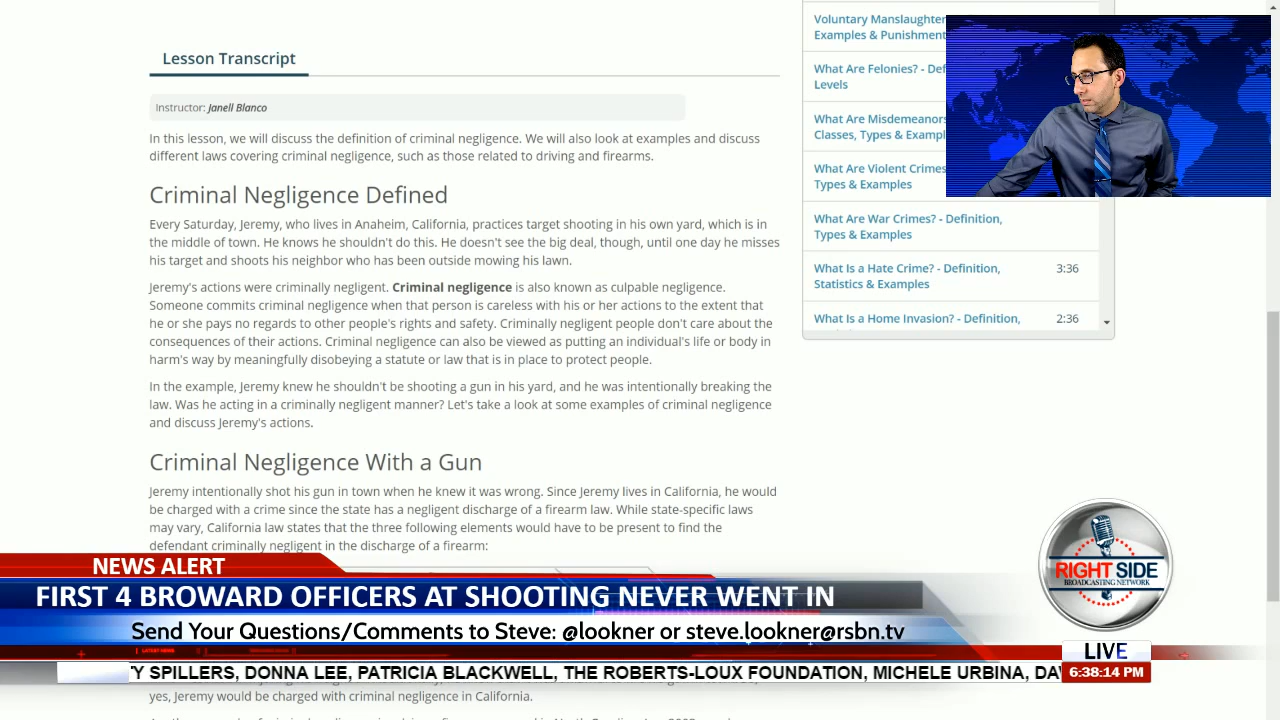 Lesson Transcript
Instructor: Janell Blanco
In this lesson, we will discuss the definition of criminal negligence. We will also look at examples and discuss
different laws covering criminal negligence, such as those related to driving and firearms.
Criminal Negligence Defined
Every Saturday, Jeremy, who lives in Anaheim, California, practices target shooting in his own yard, which is in
the middle of town. He knows he shouldn't do this. He doesn't see the big deal, though, until one day he misses
his target and shoots his neighbor who has been outside mowing his lawn.
Jeremy's actions were criminally negligent. Criminal negligence is also known as culpable negligence.
Someone commits criminal negligence when that person is careless with his or her actions to the extent that
he or she pays no regards to other people's rights and safety. Criminally negligent people don't care about the
consequences of their actions. Criminal negligence can also be viewed as putting an individual's life or body in
harm's way by meaningfully disobeying a statute or law that is in place to protect people.
In the example, Jeremy knew he shouldn't be shooting a gun in his yard, and he was intentionally breaking the
law. Was he acting in a criminally negligent manner? Let's take a look at some examples of criminal negligence
and discuss Jeremy's actions.
Criminal Negligence With a Gun
Jeremy intentionally shot his gun in town when he knew it was wrong. Since Jeremy lives in California, he would
be charged with a crime since the state has a negligent discharge of a firearm law. While state-specific laws
may vary, California law states that the three following elements would have to be present to find the
defendant criminally negligent in the discharge of a firearm:
Voluntary Manslaughter
Examples & Punishment
What Are Felonies? - Def
Levels
What Are Misdemeanors
Classes, Types & Exampl
What Are Violent Crimes
Types & Examples
What Are War Crimes? - Definition,
Types & Examples
What Is a Hate Crime? - Definition, 3:36
Statistics & Examples
What Is a Home Invasion? - Definition, 2:36
RIGHT SIDE
BROADCASTING NETWORK
NEWS ALERT
FIRST 4 BROWARD OFFICERS AT SHOOTING NEVER WENT IN
Send Your Questions/Comments to Steve: @lookner or steve.lookner@rsbn.tv
LATEST NEWS
LIVE
6:38:14 PM
Y SPILLERS, DONNA LEE, PATRICIA BLACKWELL, THE ROBERTS-LOUX FOUNDATION, MICHELE URBINA, DAV
yes, Jeremy would be charged with criminal negligence in California.